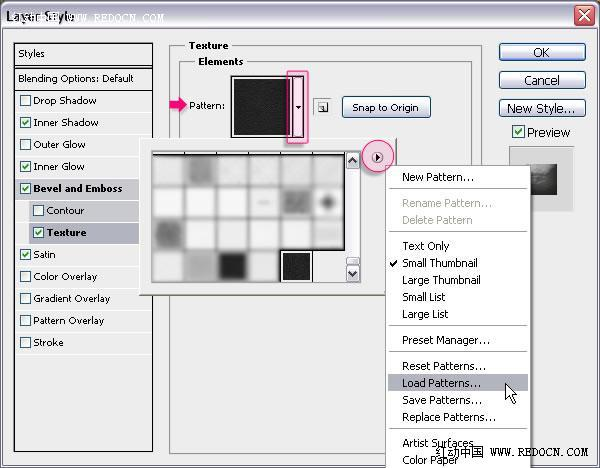 Layer Style
WWW.REDOCN.COM
Styles
Blending Options: Default
Drop Shadow
Inner Shadow
Outer Glow
Inner Glow
Bevel and Emboss
Contour
Texture
Satin
Color Overlay
Gradient Overlay
Pattern Overlay
Stroke
Texture
Elements
Pattern:
Snap to Origin
OK
Cancel
New Style...
Preview
New Pattern...
Rename Pattern...
Delete Pattern
Text Only
Small Thumbnail
Large Thumbnail
Small List
Large List
Preset Manager...
Reset Patterns...
Load Patterns...
Save Patterns...
Replace Patterns...
Artist Surfaces
Color Paper
红动中国 WWW.REDOCN.COM